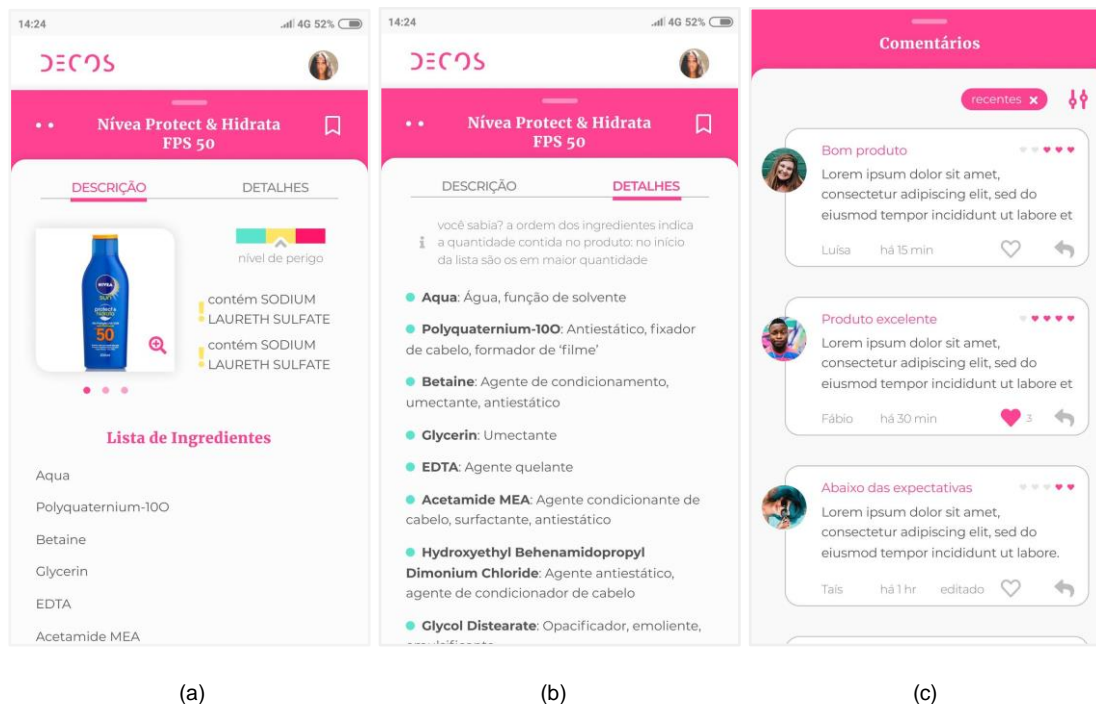 14:24
4G 52%
DECOS
Nívea Protect & Hidrata
FPS 50
DESCRIÇÃO DETALHES
NIVEA
sun
protect &
hidrata
50
nível de perigo
contém SODIUM
LAURETH SULFATE
contém SODIUM
LAURETH SULFATE
Lista de Ingredientes
Aqua
Polyquaternium-10O
Betaine
Glycerin
EDTA
Acetamide MEA
(a)
14:24
4G 52%
DECOS
Nívea Protect & Hidrata
FPS 50
DESCRIÇÃO DETALHES
você sabia? a ordem dos ingredientes indica
a quantidade contida no produto: no início
da lista são os em maior quantidade
Aqua: Água, função de solvente
Polyquaternium-10O: Antiestático, fixador
de cabelo, formador de ‘filme’
Betaine: Agente de condicionamento,
umectante, antiestático
Glycerin: Umectante
EDTA: Agente quelante
Acetamide MEA: Agente condicionante de
cabelo, surfactante, antiestático
Hydroxyethyl Behenamidopropyl
Dimonium Chloride: Agente antiestático,
agente de condicionador de cabelo
Glycol Distearate: Opacificador, emoliente,
(b)
Comentários
recentes x
Bom produto
Lorem ipsum dolor sit amet,
consectetur adipiscing elit, sed do
eiusmod tempor incididunt ut labore et
Luísa há 15 min
Produto excelente
Lorem ipsum dolor sit amet,
consectetur adipiscing elit, sed do
eiusmod tempor incididunt ut labore et
Fábio há 30 min 3
Abaixo das expectativas
Lorem ipsum dolor sit amet,
consectetur adipiscing elit, sed do
eiusmod tempor incididunt ut labore.
Taís há 1 hr editado
(c)